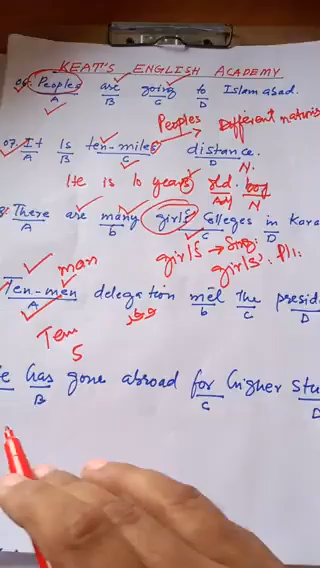 KEAT'S ENGLISH ACADEMY
06. Peoples are going to Islamabad.
A B C D
Peoples → Different nations
07. It is ten-miles distance.
A B C D
He is 10 years old boy
N.
Adj N
There are many girl's Colleges in Kara
A b C D
girl's → Sing:
girls' : Pl:
man
Ten-men delegation met The presid
A b C D
Ten
5
has gone abroad for higher stu
B C D